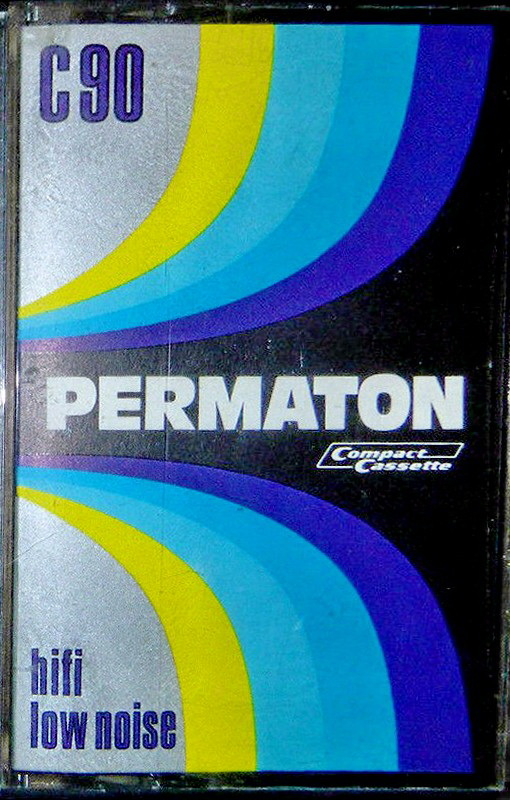 C90
PERMATON
Compact
Cassette
hifi
low noise